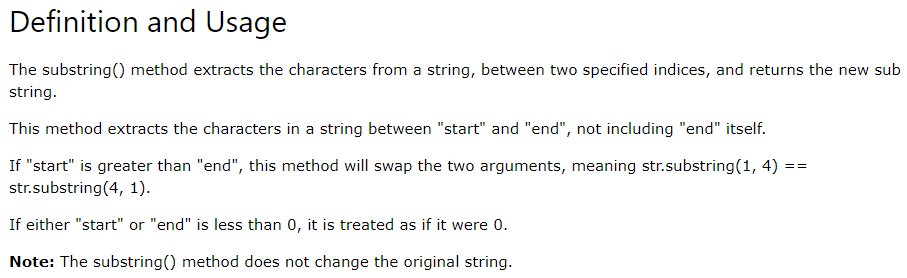 Definition and Usage
The substring() method extracts the characters from a string, between two specified indices, and returns the new sub
string.
This method extracts the characters in a string between "start" and "end", not including "end" itself.
If "start" is greater than "end", this method will swap the two arguments, meaning str.substring(1, 4) ==
str.substring(4, 1).
If either "start" or "end" is less than 0, it is treated as if it were 0.
Note: The substring() method does not change the original string.